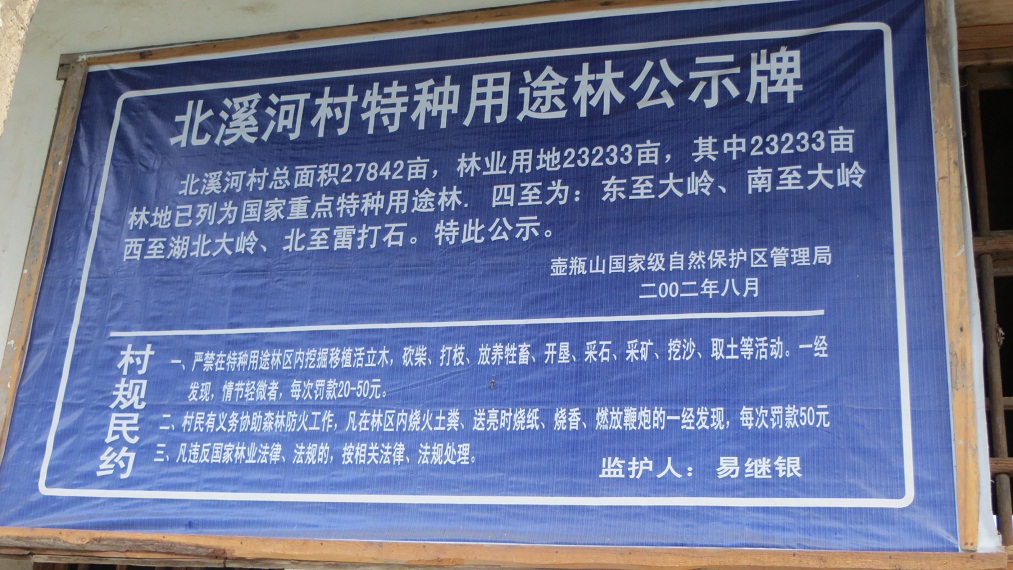 北溪河村特种用途林公示牌
北溪河村总面积27842亩，林业用地23233亩，其中23233亩
林地已列为国家重点特种用途林. 四至为：东至大岭、南至大岭
西至湖北大岭、北至雷打石。特此公示。
壶瓶山国家级自然保护区管理局
二00二年八月
村规民约
一、严禁在特种用途林区内挖掘移植活立木，砍柴、打枝、放养牲畜、开垦、采石、采矿、挖沙、取土等活动。一经
发现，情节轻微者，每次罚款20-50元。
二、村民有义务协助森林防火工作，凡在林区内烧火土粪、送亮时烧纸、烧香、燃放鞭炮的一经发现，每次罚款50元
三、凡违反国家林业法律、法规的，按相关法律、法规处理。
监护人：易继银